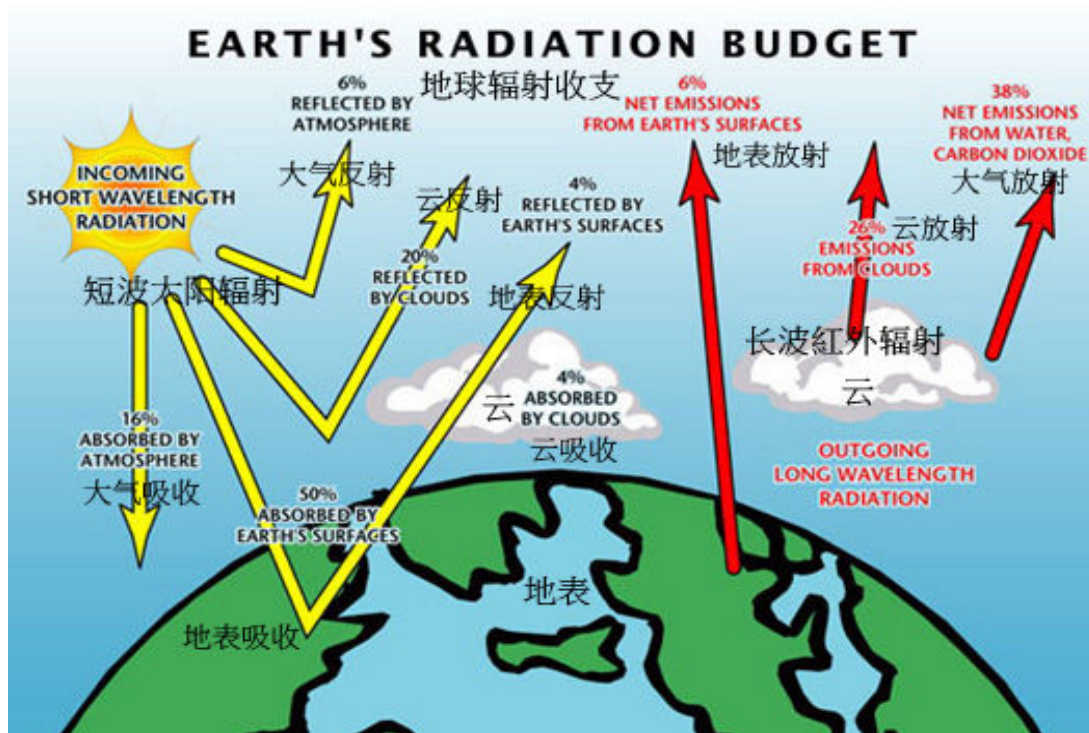 EARTH'S RADIATION BUDGET
地球辐射收支
6%
REFLECTED BY
ATMOSPHERE
大气反射
INCOMING
SHORT WAVELENGTH
RADIATION
短波太阳辐射
云反射
20%
REFLECTED
BY CLOUDS
4%
REFLECTED BY
EARTH'S SURFACES
地表反射
6%
NET EMISSIONS
FROM EARTH'S SURFACES
地表放射
38%
NET EMISSIONS
FROM WATER,
CARBON DIOXIDE
大气放射
26%
EMISSIONS
FROM CLOUDS
云放射
长波紅外辐射
云
云
4%
ABSORBED
BY CLOUDS
云吸收
16%
ABSORBED BY
ATMOSPHERE
大气吸收
50%
ABSORBED BY
EARTH'S SURFACES
地表吸收
OUTGOING
LONG WAVELENGTH
RADIATION
地表